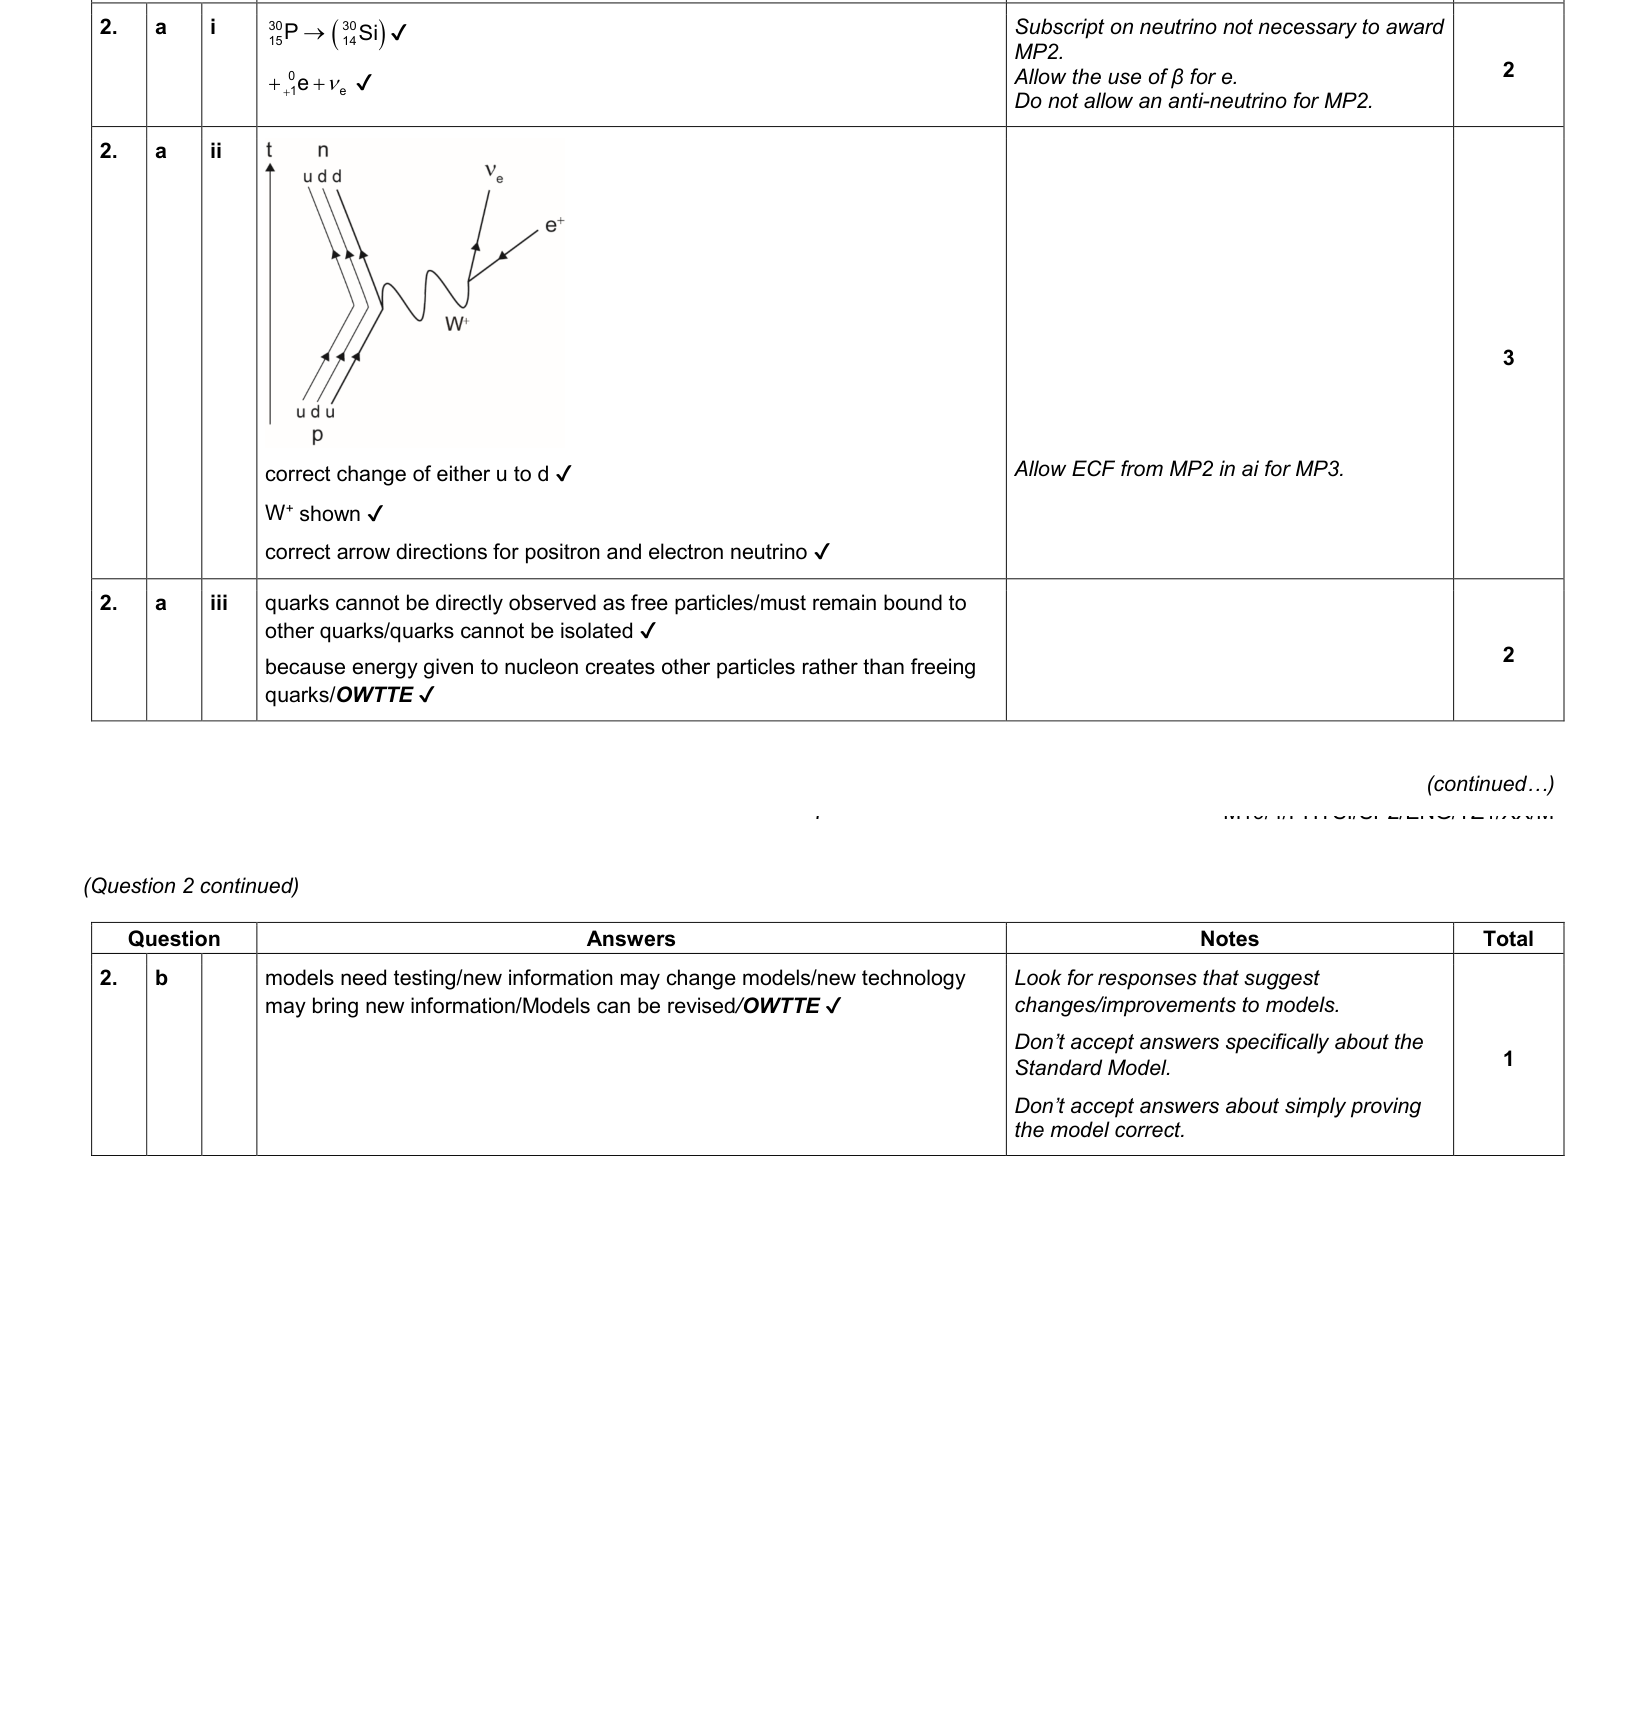 2. a i ³⁰₁₅P → (³⁰₁₄Si) ✓
+ ⁰₊₁e + νₑ ✓
Subscript on neutrino not necessary to award
MP2.
Allow the use of β for e.
Do not allow an anti-neutrino for MP2.
2
2. a ii
t n
u d d
νₑ
e⁺
W⁺
u d u
p
correct change of either u to d ✓
W⁺ shown ✓
correct arrow directions for positron and electron neutrino ✓
Allow ECF from MP2 in ai for MP3.
3
2. a iii quarks cannot be directly observed as free particles/must remain bound to
other quarks/quarks cannot be isolated ✓
because energy given to nucleon creates other particles rather than freeing
quarks/OWTTE ✓
2
(continued…)
(Question 2 continued)
Question Answers Notes Total
2. b models need testing/new information may change models/new technology
may bring new information/Models can be revised/OWTTE ✓
Look for responses that suggest
changes/improvements to models.
Don’t accept answers specifically about the
Standard Model.
Don’t accept answers about simply proving
the model correct.
1